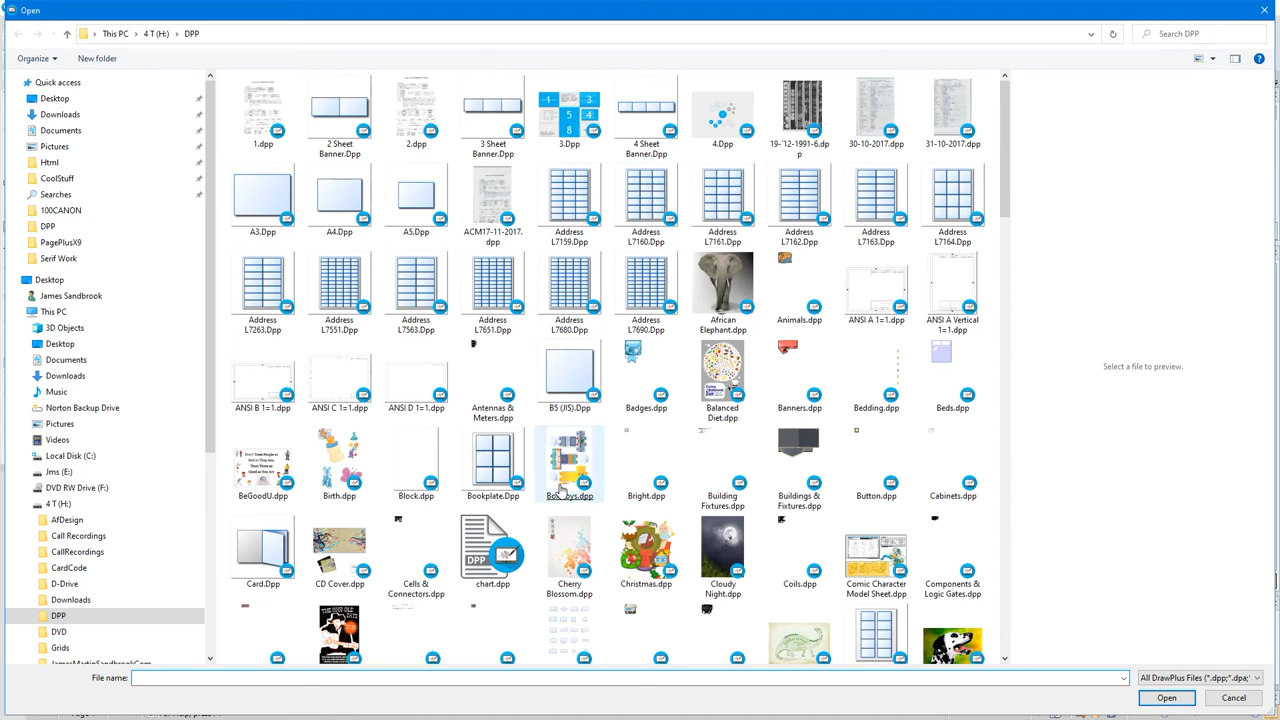 Open
This PC > 4 T (H:) > DPP
Search DPP
Organize
New folder
Quick access
Desktop
Downloads
Documents
Pictures
Html
CoolStuff
Searches
100CANON
DPP
PagePlusX9
Serif Work
Desktop
James Sandbrook
This PC
3D Objects
Desktop
Documents
Downloads
Music
Norton Backup Drive
Pictures
Videos
Local Disk (C:)
Jms (E:)
DVD RW Drive (F:)
4 T (H:)
AfDesign
Call Recordings
CallRecordings
CardCode
D-Drive
Downloads
DPP
DVD
Grids
1.dpp
2 Sheet
Banner.Dpp
2.dpp
3 Sheet
Banner.Dpp
3.Dpp
4 Sheet
Banner.Dpp
4.Dpp
19-'12-1991-6.dp
p
30-10-2017.dpp
31-10-2017.dpp
A3.Dpp
A4.Dpp
A5.Dpp
ACM17-11-2017.
dpp
Address
L7159.Dpp
Address
L7160.Dpp
Address
L7161.Dpp
Address
L7162.Dpp
Address
L7163.Dpp
Address
L7164.Dpp
Address
L7263.Dpp
Address
L7551.Dpp
Address
L7563.Dpp
Address
L7651.Dpp
Address
L7680.Dpp
Address
L7690.Dpp
African
Elephant.dpp
Animals.dpp
ANSI A 1=1.dpp
ANSI A Vertical
1=1.dpp
ANSI B 1=1.dpp
ANSI C 1=1.dpp
ANSI D 1=1.dpp
Antennas &
Meters.dpp
B5 (JIS).Dpp
Badges.dpp
Balanced
Diet.dpp
Banners.dpp
Bedding.dpp
Beds.dpp
BeGoodU.dpp
Birth.dpp
Block.dpp
Bookplate.Dpp
Bright.dpp
Building
Fixtures.dpp
Buildings &
Fixtures.dpp
Button.dpp
Cabinets.dpp
DPP
Card.Dpp
CD Cover.dpp
Cells &
Connectors.dpp
chart.dpp
Cherry
Blossom.dpp
Christmas.dpp
Cloudy
Night.dpp
Coils.dpp
Comic Character
Model Sheet.dpp
Components &
Logic Gates.dpp
Select a file to preview.
File name:
All DrawPlus Files (*.dpp;*.dpa;*
Open
Cancel